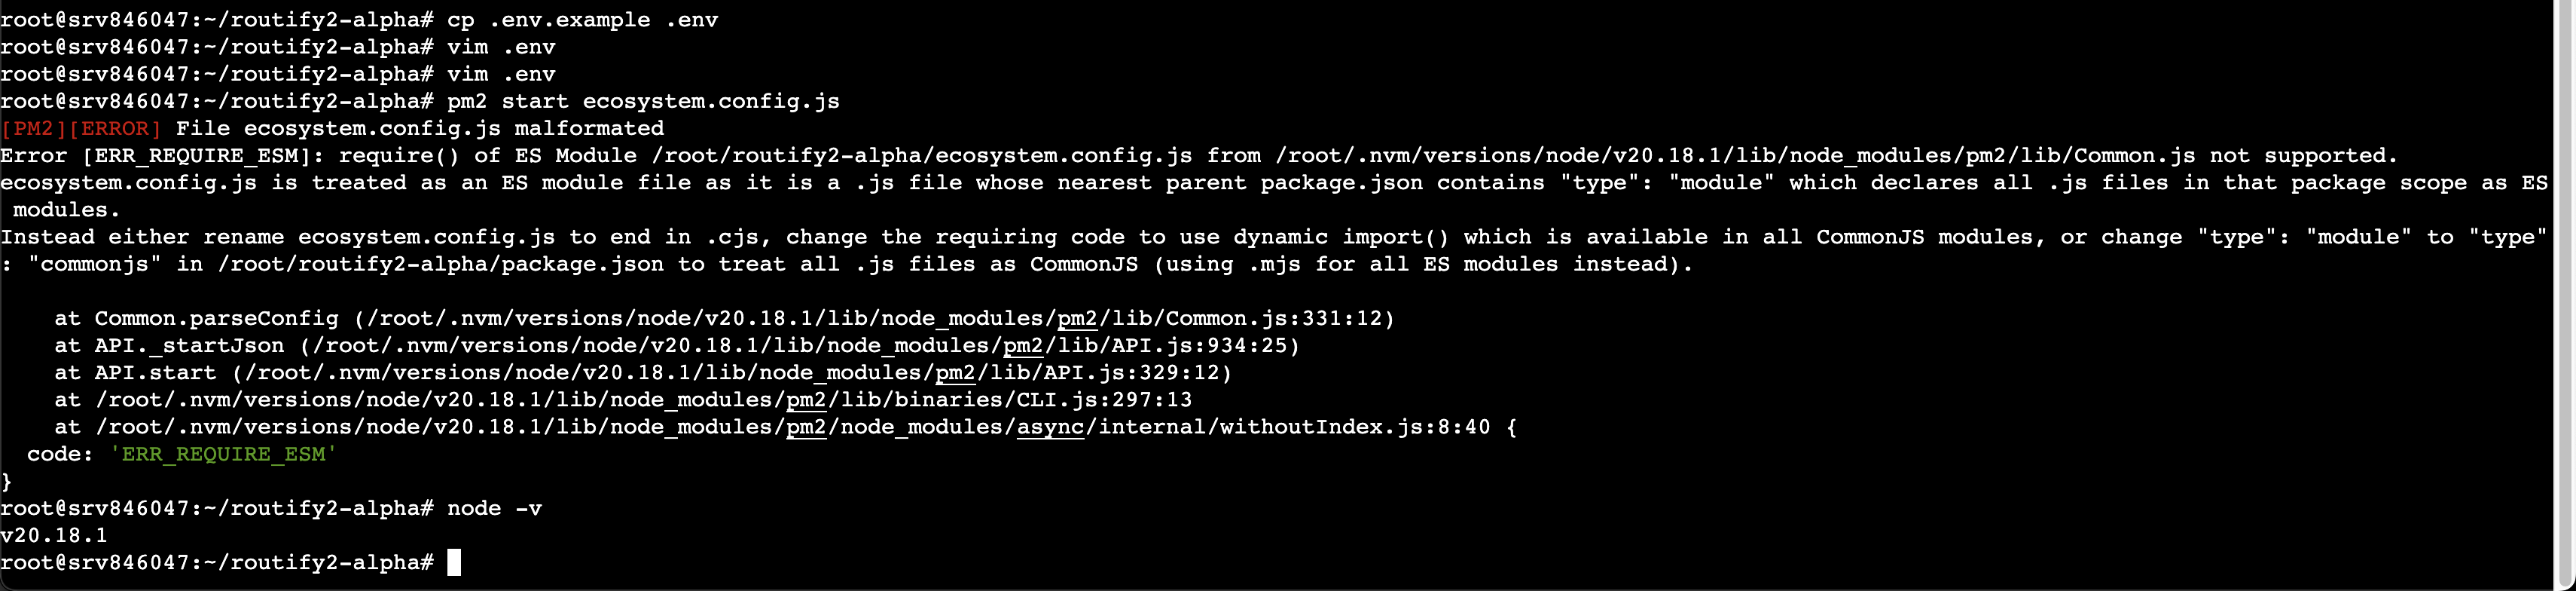 root@srv846047:~/routify2-alpha# cp .env.example .env
root@srv846047:~/routify2-alpha# vim .env
root@srv846047:~/routify2-alpha# vim .env
root@srv846047:~/routify2-alpha# pm2 start ecosystem.config.js
[PM2][ERROR] File ecosystem.config.js malformated
Error [ERR_REQUIRE_ESM]: require() of ES Module /root/routify2-alpha/ecosystem.config.js from /root/.nvm/versions/node/v20.18.1/lib/node_modules/pm2/lib/Common.js not supported.
ecosystem.config.js is treated as an ES module file as it is a .js file whose nearest parent package.json contains "type": "module" which declares all .js files in that package scope as ES
 modules.
Instead either rename ecosystem.config.js to end in .cjs, change the requiring code to use dynamic import() which is available in all CommonJS modules, or change "type": "module" to "type"
: "commonjs" in /root/routify2-alpha/package.json to treat all .js files as CommonJS (using .mjs for all ES modules instead).
    at Common.parseConfig (/root/.nvm/versions/node/v20.18.1/lib/node_modules/pm2/lib/Common.js:331:12)
    at API._startJson (/root/.nvm/versions/node/v20.18.1/lib/node_modules/pm2/lib/API.js:934:25)
    at API.start (/root/.nvm/versions/node/v20.18.1/lib/node_modules/pm2/lib/API.js:329:12)
    at /root/.nvm/versions/node/v20.18.1/lib/node_modules/pm2/lib/binaries/CLI.js:297:13
    at /root/.nvm/versions/node/v20.18.1/lib/node_modules/pm2/node_modules/async/internal/withoutIndex.js:8:40 {
  code: 'ERR_REQUIRE_ESM'
}
root@srv846047:~/routify2-alpha# node -v
v20.18.1
root@srv846047:~/routify2-alpha#